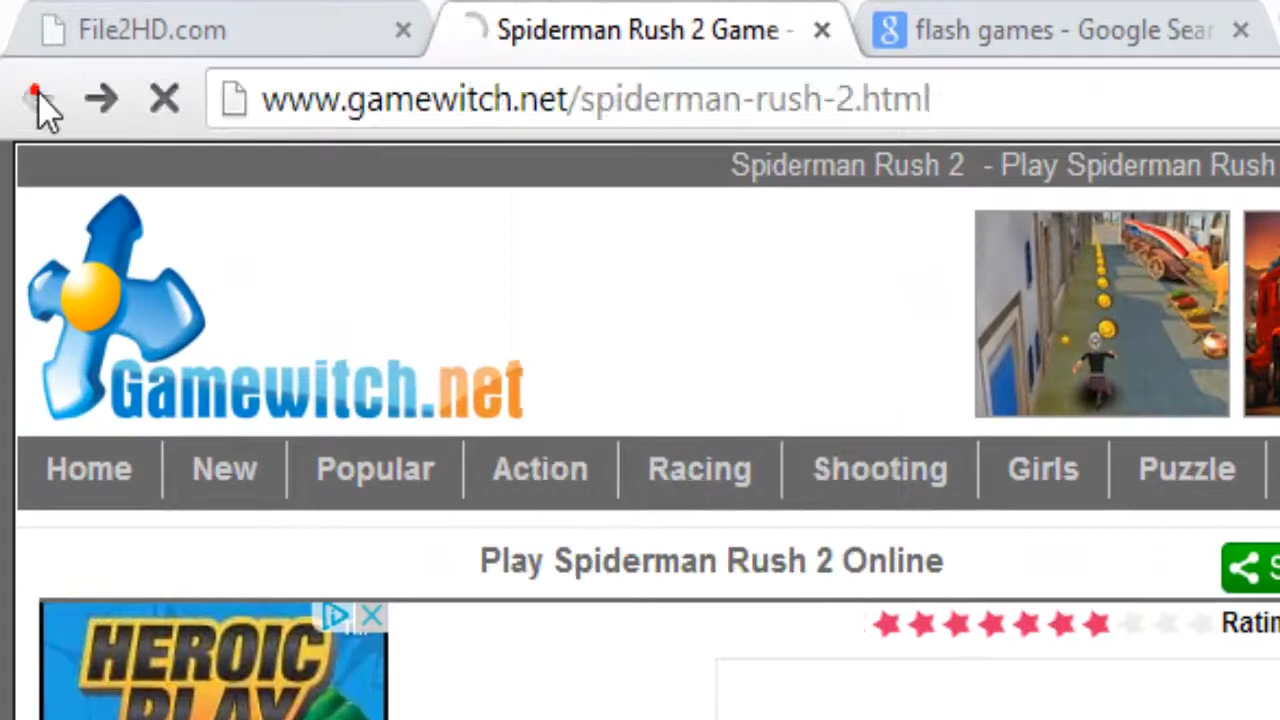 File2HD.com
Spiderman Rush 2 Game -
flash games - Google Sear
www.gamewitch.net/spiderman-rush-2.html
Spiderman Rush 2 - Play Spiderman Rush
Gamewitch.net
Home New Popular Action Racing Shooting Girls Puzzle
Play Spiderman Rush 2 Online
S
HEROIC
PLAY
Ratin